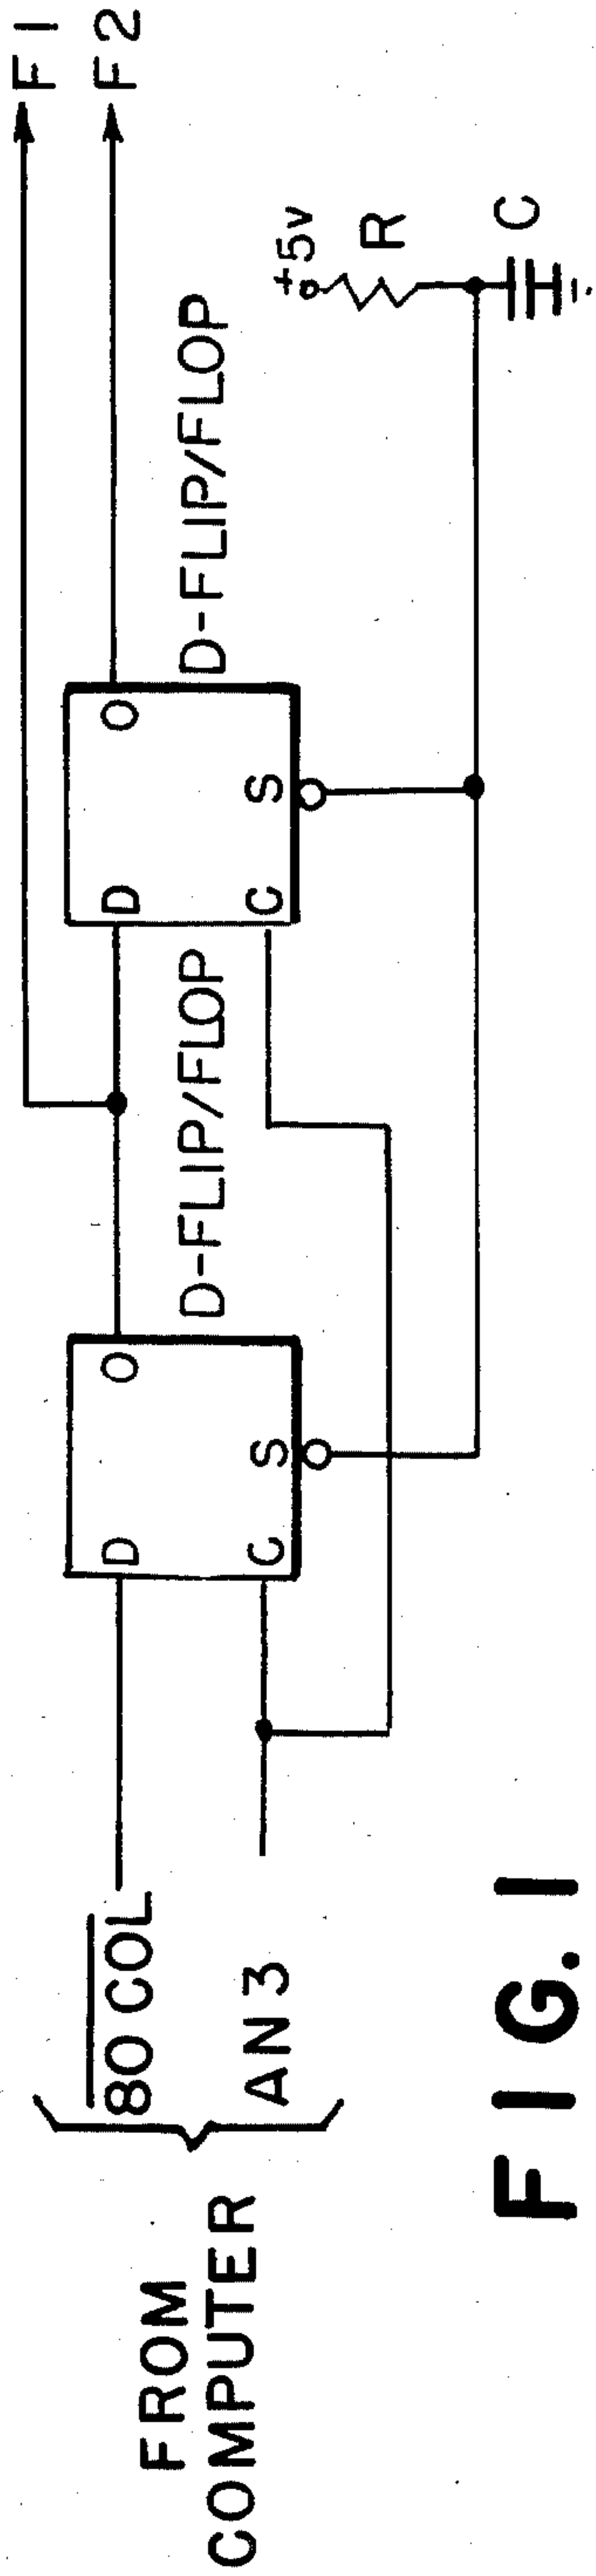 FROM
COMPUTER
80 COL
AN 3
D
C
S
O
D-FLIP/FLOP
D
C
S
O
D-FLIP/FLOP
F1
F2
+5v
R
C
FIG. 1